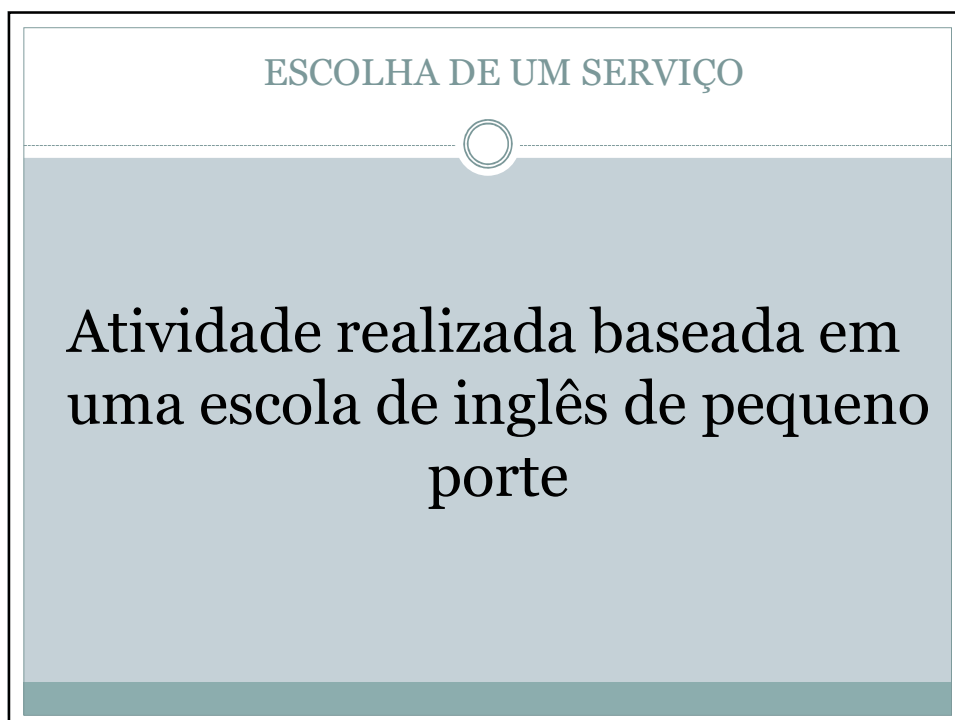 ESCOLHA DE UM SERVIÇO
Atividade realizada baseada em
uma escola de inglês de pequeno
porte